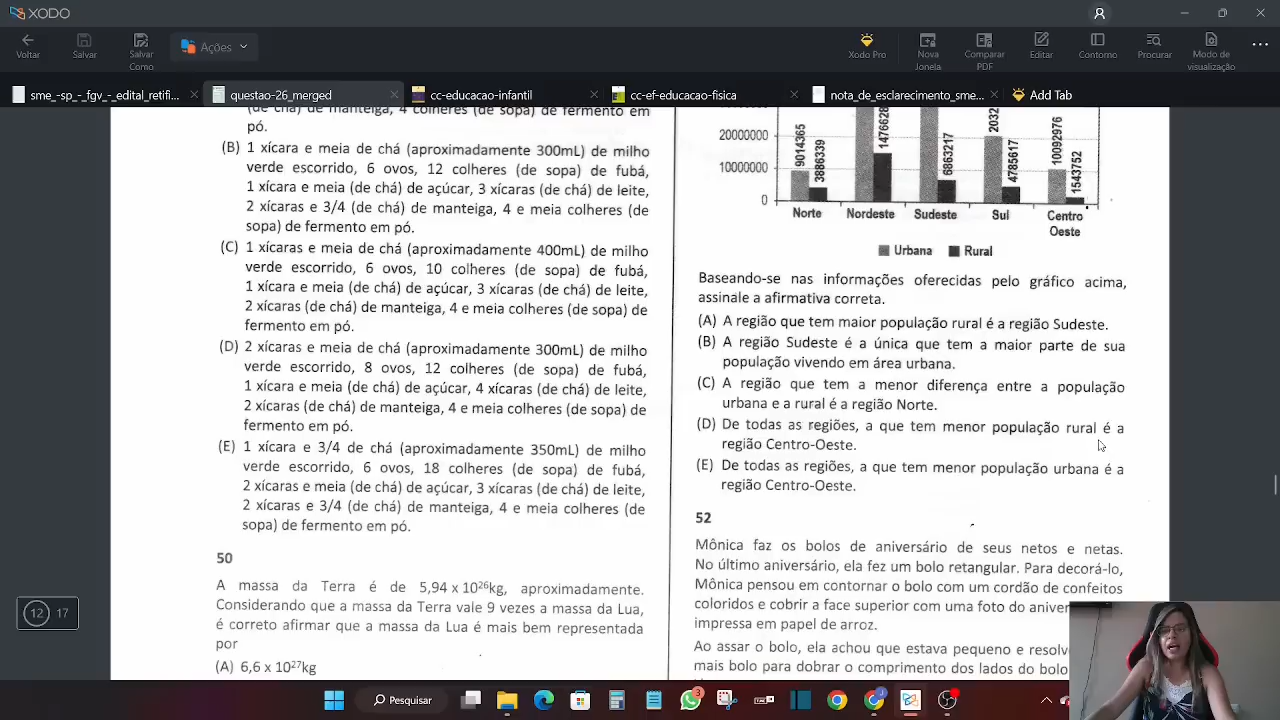 XODO
Voltar
Salvar
Salvar Como
Ações
Xodo Pro
Nova Janela
Comparar PDF
Editar
Contorno
Procurar
Modo de visualização
sme_-sp_-_fgv_-_edital_retifi...
questao-26_merged
cc-educacao-infantil
cc-ef-educacao-fisica
nota_de_esclarecimento_sme...
Add Tab
(de chá) de manteiga, 4 colheres (de sopa) de fermento em
pó.
(B) 1 xícara e meia de chá (aproximadamente 300mL) de milho
verde escorrido, 6 ovos, 12 colheres (de sopa) de fubá,
1 xícara e meia (de chá) de açúcar, 3 xícaras (de chá) de leite,
2 xícaras e 3/4 (de chá) de manteiga, 4 e meia colheres (de
sopa) de fermento em pó.
(C) 1 xícaras e meia de chá (aproximadamente 400mL) de milho
verde escorrido, 6 ovos, 10 colheres (de sopa) de fubá,
1 xícara e meia (de chá) de açúcar, 3 xícaras (de chá) de leite,
2 xícaras (de chá) de manteiga, 4 e meia colheres (de sopa) de
fermento em pó.
(D) 2 xícaras e meia de chá (aproximadamente 300mL) de milho
verde escorrido, 8 ovos, 12 colheres (de sopa) de fubá,
1 xícara e meia (de chá) de açúcar, 4 xícaras (de chá) de leite,
2 xícaras (de chá) de manteiga, 4 e meia colheres (de sopa) de
fermento em pó.
(E) 1 xícara e 3/4 de chá (aproximadamente 350mL) de milho
verde escorrido, 6 ovos, 18 colheres (de sopa) de fubá,
2 xícaras e meia (de chá) de açúcar, 3 xícaras (de chá) de leite,
2 xícaras e 3/4 (de chá) de manteiga, 4 e meia colheres (de
sopa) de fermento em pó.
50
A massa da Terra é de 5,94 x 10²⁶kg, aproximadamente.
Considerando que a massa da Terra vale 9 vezes a massa da Lua,
é correto afirmar que a massa da Lua é mais bem representada
por
(A) 6,6 x 10²⁷kg
20000000
10000000
0
9014365
3886339
1476628
6863217
2032
4785617
10092976
1543752
Norte
Nordeste
Sudeste
Sul
Centro
Oeste
Urbana
Rural
Baseando-se nas informações oferecidas pelo gráfico acima,
assinale a afirmativa correta.
(A) A região que tem maior população rural é a região Sudeste.
(B) A região Sudeste é a única que tem a maior parte de sua
população vivendo em área urbana.
(C) A região que tem a menor diferença entre a população
urbana e a rural é a região Norte.
(D) De todas as regiões, a que tem menor população rural é a
região Centro-Oeste.
(E) De todas as regiões, a que tem menor população urbana é a
região Centro-Oeste.
52
Mônica faz os bolos de aniversário de seus netos e netas.
No último aniversário, ela fez um bolo retangular. Para decorá-lo,
Mônica pensou em contornar o bolo com um cordão de confeitos
coloridos e cobrir a face superior com uma foto do aniver
impressa em papel de arroz.
Ao assar o bolo, ela achou que estava pequeno e resolve
mais bolo para dobrar o comprimento dos lados do bolo
12 17
Pesquisar
3